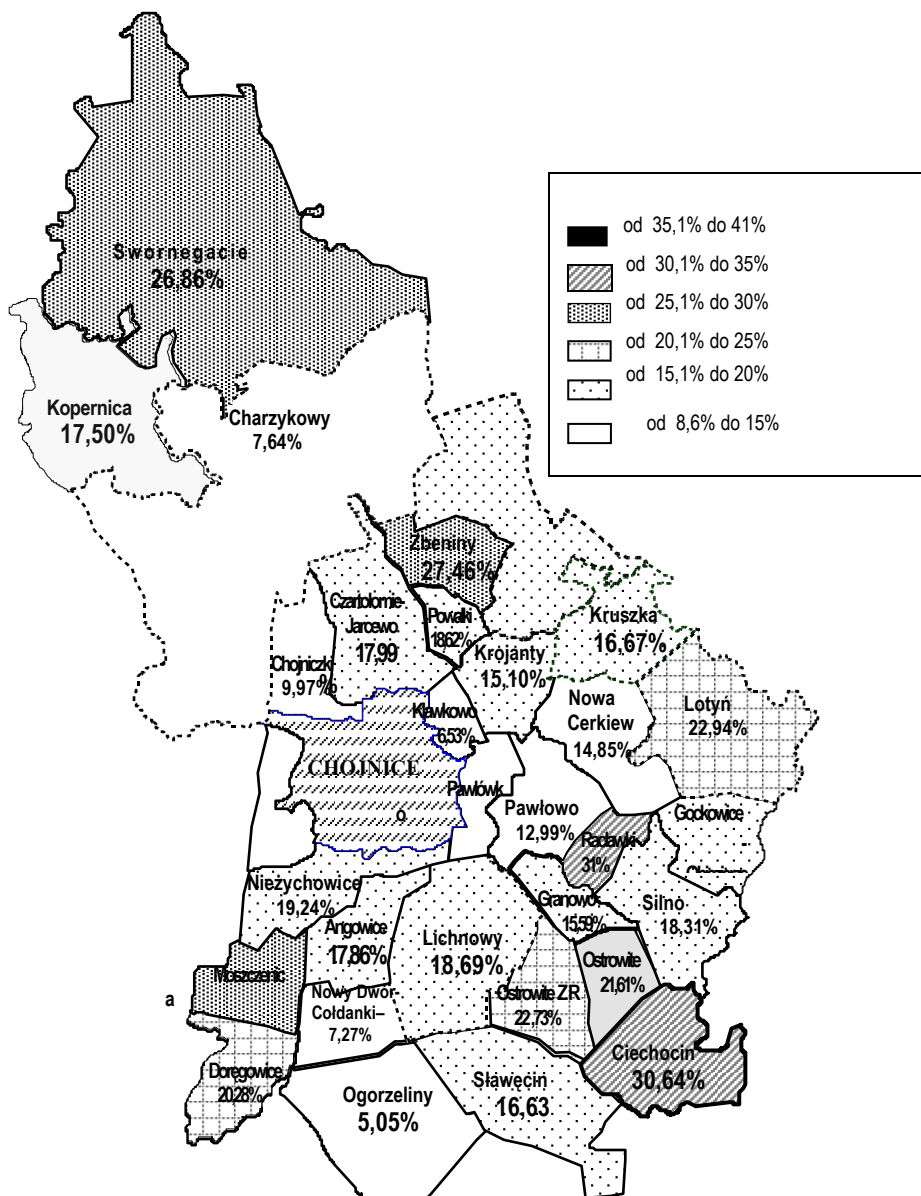 od 35,1% do 41%
od 30,1% do 35%
od 25,1% do 30%
od 20,1% do 25%
od 15,1% do 20%
od 8,6% do 15%
Swornegacie
26,86%
Kopernica
17,50%
Charzykowy
7,64%
Zbeniny
27,46%
Czartołomie-
Jarcewo
17,99
Powałki
18,62%
Kruszka
16,67%
Krojanty
15,10%
Chojniczki
9,97%
Kławkowo
6,53%
Nowa
Cerkiew
14,85%
Lotyń
22,94%
CHOJNICE
o
Pawłówk
Pawłowo
12,99%
Gockowice
Racławki
31%
Nieżychowice
19,24%
Granowo
15,59%
Silno
18,31%
Angowice
17,86%
Lichnowy
18,69%
Ostrowite
21,61%
Moszczenic
a
Nowy Dwór-
Cołdanki–
7,27%
Ostrowite ZR
22,73%
Ciechocin
30,64%
Doręgowice
20,28%
Sławęcin
16,63
Ogorzeliny
5,05%